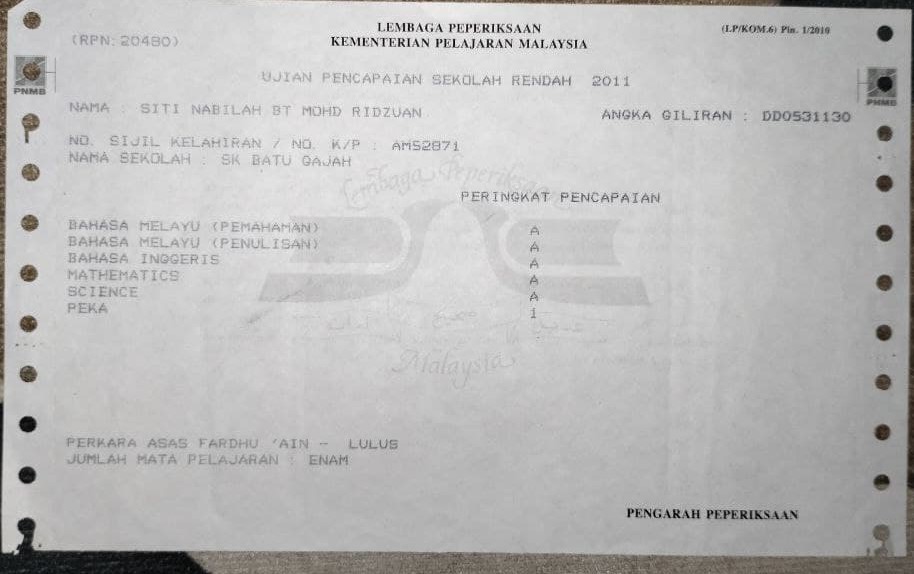 LEMBAGA PEPERIKSAAN
KEMENTERIAN PELAJARAN MALAYSIA
(LP/KOM.6) Pin. 1/2010
(RPN: 20480)
UJIAN PENCAPAIAN SEKOLAH RENDAH 2011
PNMB
PNMB
NAMA : SITI NABILAH BT MOHD RIDZUAN
ANGKA GILIRAN : DD0531130
NO. SIJIL KELAHIRAN / NO. K/P : AM52871
NAMA SEKOLAH : SK BATU GAJAH
Lembaga Peperiksaan
PERINGKAT PENCAPAIAN
BAHASA MELAYU (PEMAHAMAN) A
BAHASA MELAYU (PENULISAN) A
BAHASA INGGERIS A
MATHEMATICS A
SCIENCE A
PEKA 1
Malaysia
PERKARA ASAS FARDHU 'AIN - LULUS
JUMLAH MATA PELAJARAN : ENAM
PENGARAH PEPERIKSAAN